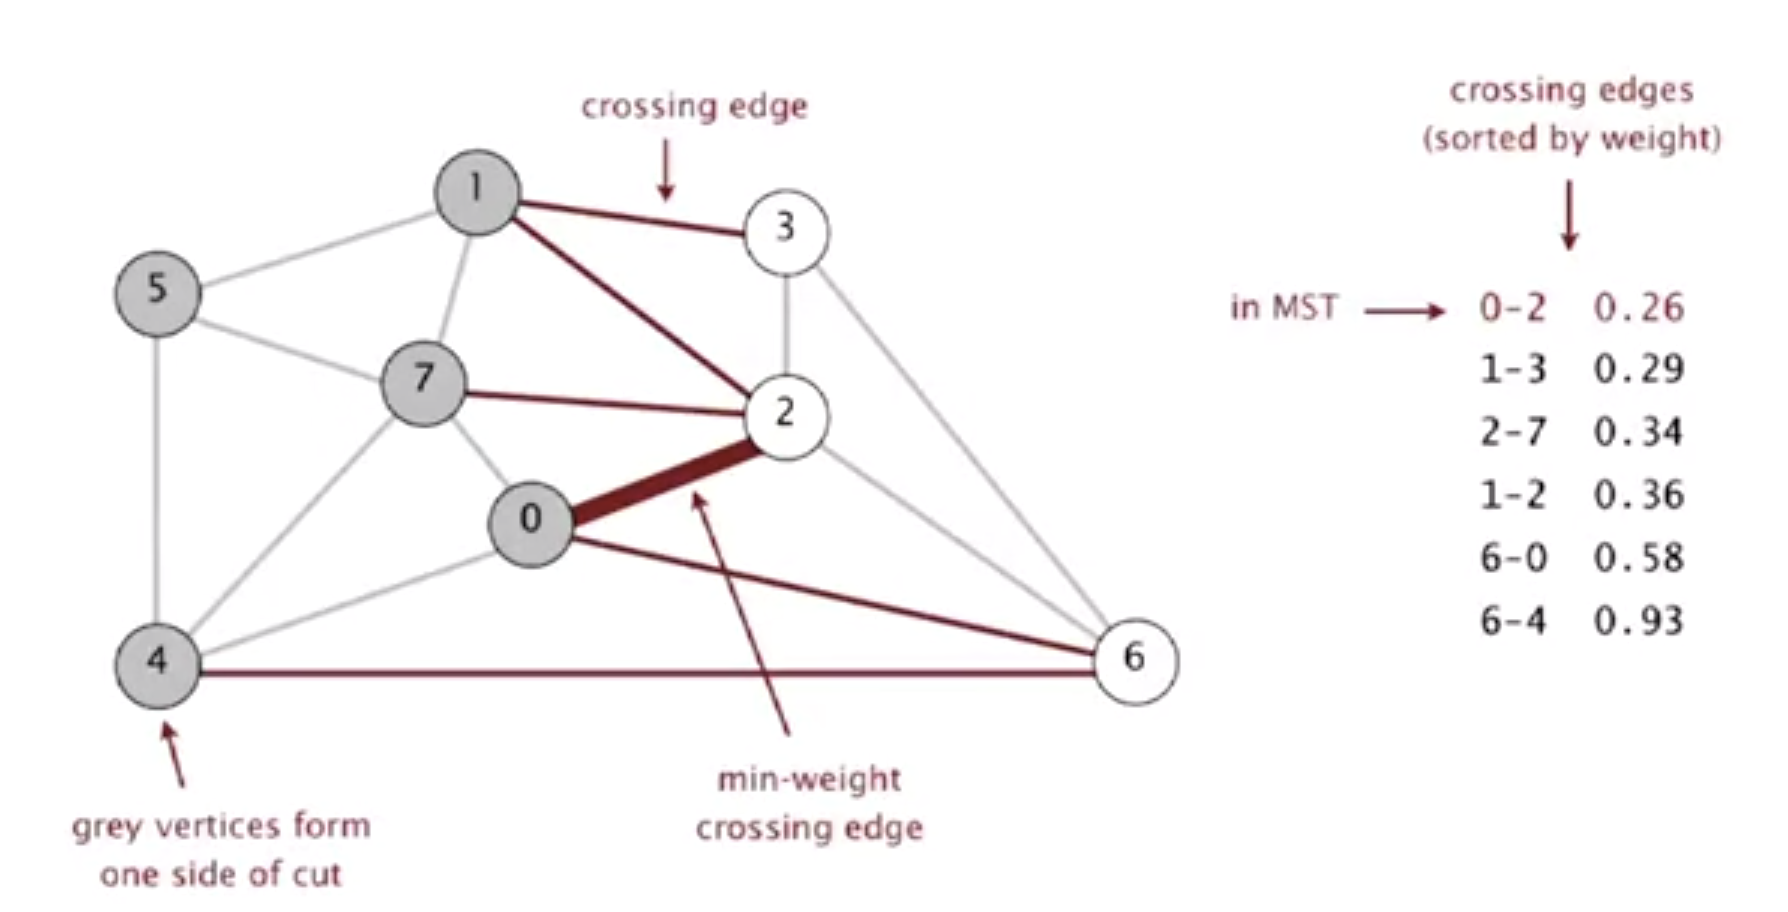 crossing edge
1
3
5
7
2
0
4
6
grey vertices form
one side of cut
min-weight
crossing edge
crossing edges
(sorted by weight)
in MST
0-2 0.26
1-3 0.29
2-7 0.34
1-2 0.36
6-0 0.58
6-4 0.93